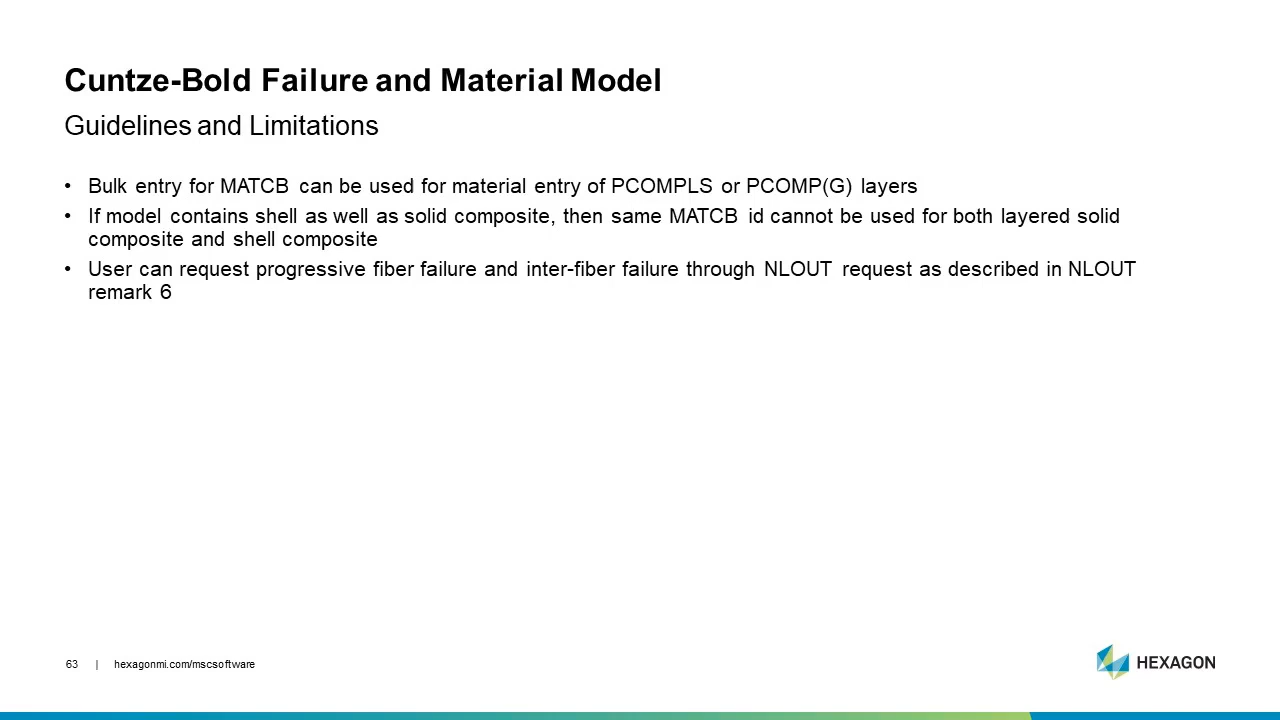 Cuntze-Bold Failure and Material Model
Guidelines and Limitations
• Bulk entry for MATCB can be used for material entry of PCOMPLS or PCOMP(G) layers
• If model contains shell as well as solid composite, then same MATCB id cannot be used for both layered solid
composite and shell composite
• User can request progressive fiber failure and inter-fiber failure through NLOUT request as described in NLOUT
remark 6
63 | hexagonmi.com/mscsoftware
HEXAGON